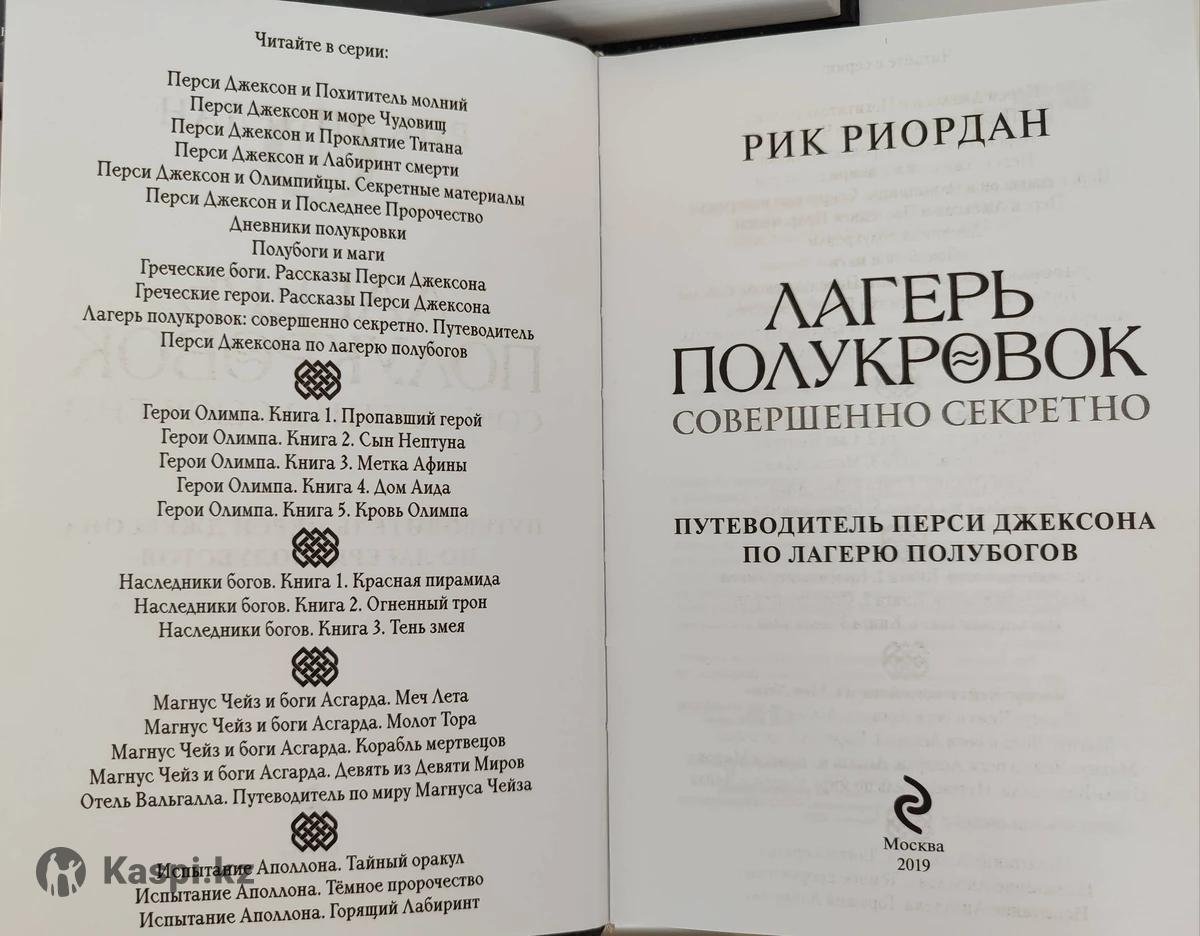 Читайте в серии:
Перси Джексон и Похититель молний
Перси Джексон и море Чудовищ
Перси Джексон и Проклятие Титана
Перси Джексон и Лабиринт смерти
Перси Джексон и Олимпийцы. Секретные материалы
Перси Джексон и Последнее Пророчество
Дневники полукровки
Полубоги и маги
Греческие боги. Рассказы Перси Джексона
Греческие герои. Рассказы Перси Джексона
Лагерь полукровок: совершенно секретно. Путеводитель
Перси Джексона по лагерю полубогов
Герои Олимпа. Книга 1. Пропавший герой
Герои Олимпа. Книга 2. Сын Нептуна
Герои Олимпа. Книга 3. Метка Афины
Герои Олимпа. Книга 4. Дом Аида
Герои Олимпа. Книга 5. Кровь Олимпа
Наследники богов. Книга 1. Красная пирамида
Наследники богов. Книга 2. Огненный трон
Наследники богов. Книга 3. Тень змея
Магнус Чейз и боги Асгарда. Меч Лета
Магнус Чейз и боги Асгарда. Молот Тора
Магнус Чейз и боги Асгарда. Корабль мертвецов
Магнус Чейз и боги Асгарда. Девять из Девяти Миров
Отель Вальгалла. Путеводитель по миру Магнуса Чейза
Испытание Аполлона. Тайный оракул
Испытание Аполлона. Тёмное пророчество
Испытание Аполлона. Горящий Лабиринт
Kaspi.kz
РИК РИОРДАН
ЛАГЕРЬ
ПОЛУКРОВОК
СОВЕРШЕННО СЕКРЕТНО
ПУТЕВОДИТЕЛЬ ПЕРСИ ДЖЕКСОНА
ПО ЛАГЕРЮ ПОЛУБОГОВ
Москва
2019